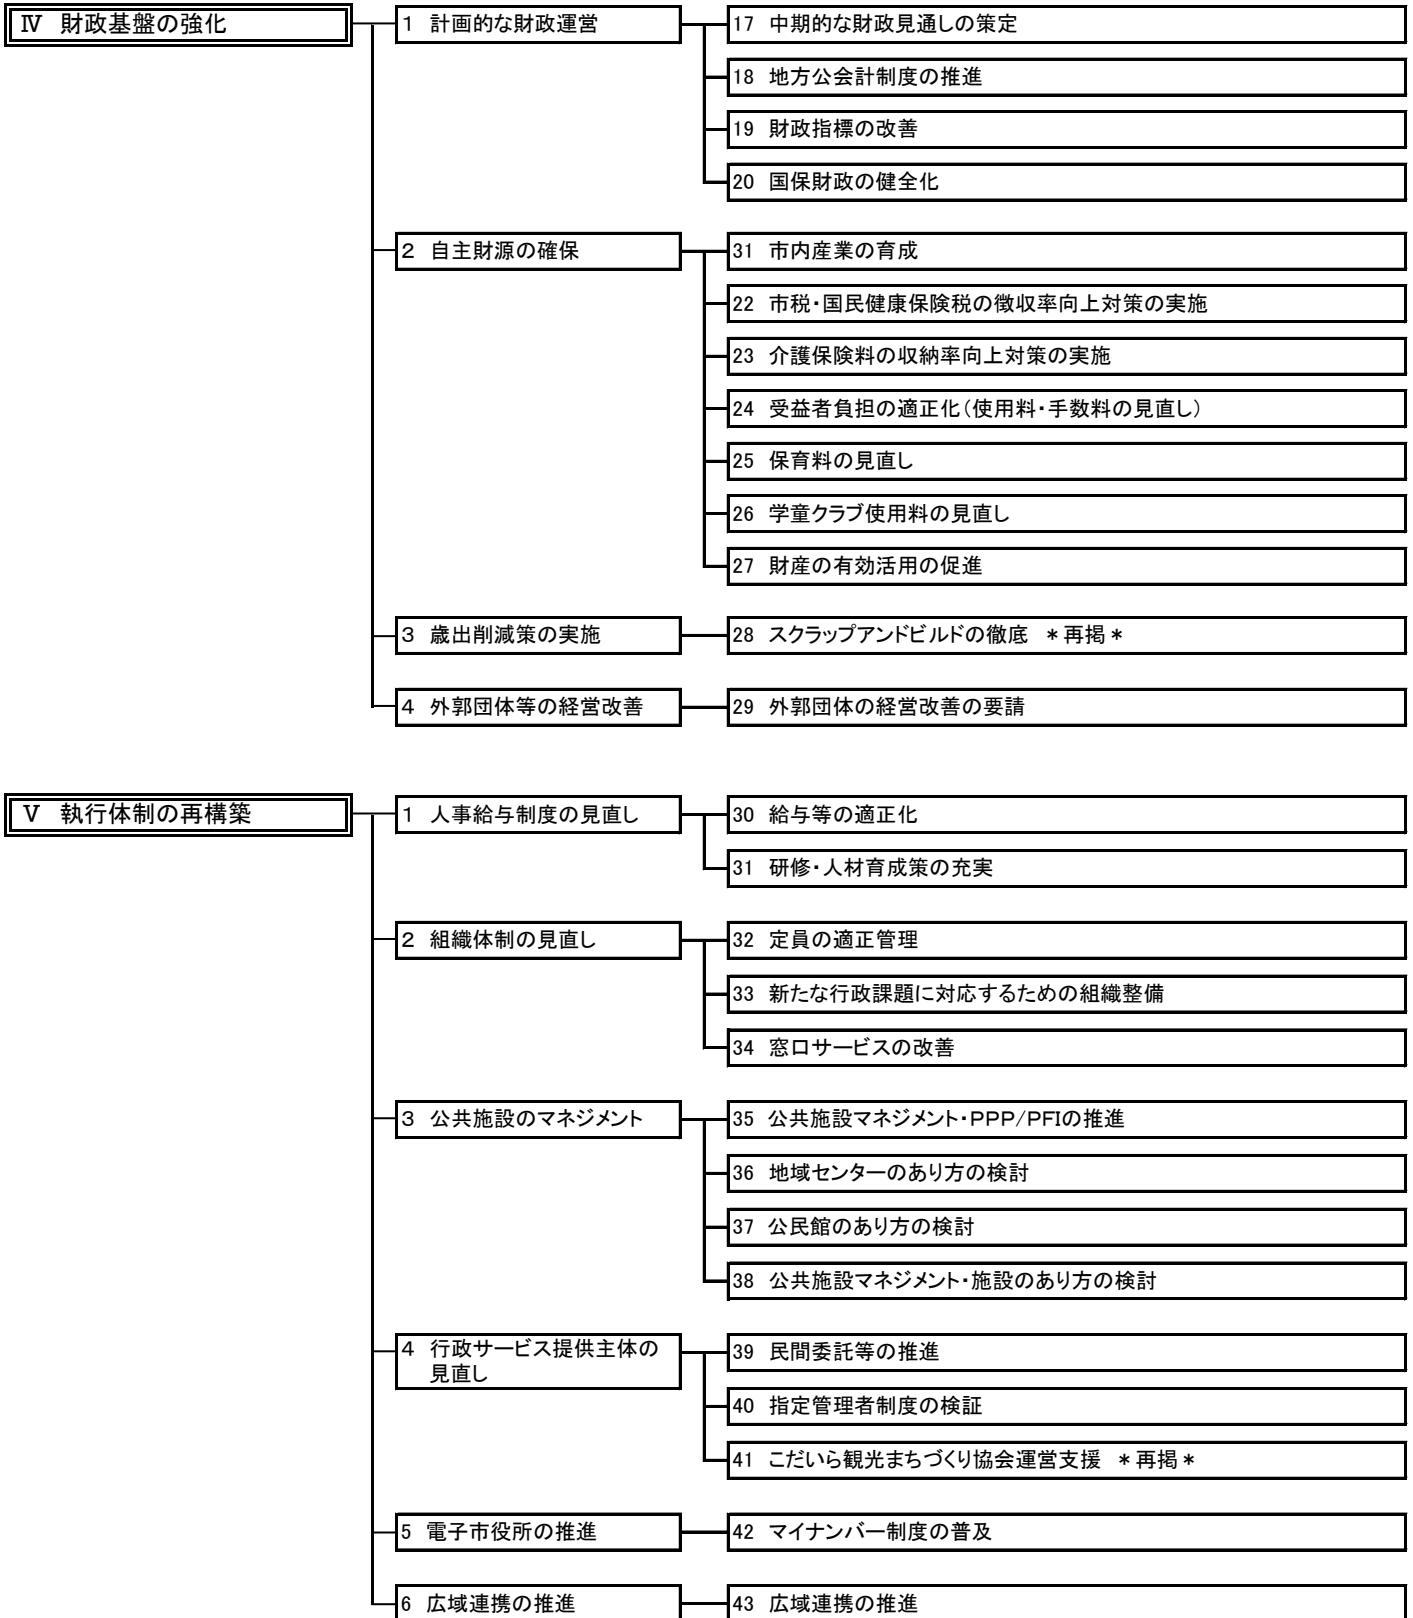 Ⅳ 財政基盤の強化
1 計画的な財政運営
17 中期的な財政見通しの策定
18 地方公会計制度の推進
19 財政指標の改善
20 国保財政の健全化
2 自主財源の確保
31 市内産業の育成
22 市税・国民健康保険税の徴収率向上対策の実施
23 介護保険料の収納率向上対策の実施
24 受益者負担の適正化(使用料・手数料の見直し)
25 保育料の見直し
26 学童クラブ使用料の見直し
27 財産の有効活用の促進
3 歳出削減策の実施
28 スクラップアンドビルドの徹底 *再掲*
4 外郭団体等の経営改善
29 外郭団体の経営改善の要請
Ⅴ 執行体制の再構築
1 人事給与制度の見直し
30 給与等の適正化
31 研修・人材育成策の充実
2 組織体制の見直し
32 定員の適正管理
33 新たな行政課題に対応するための組織整備
34 窓口サービスの改善
3 公共施設のマネジメント
35 公共施設マネジメント・PPP/PFIの推進
36 地域センターのあり方の検討
37 公民館のあり方の検討
38 公共施設マネジメント・施設のあり方の検討
4 行政サービス提供主体の
見直し
39 民間委託等の推進
40 指定管理者制度の検証
41 こだいら観光まちづくり協会運営支援 *再掲*
5 電子市役所の推進
42 マイナンバー制度の普及
6 広域連携の推進
43 広域連携の推進